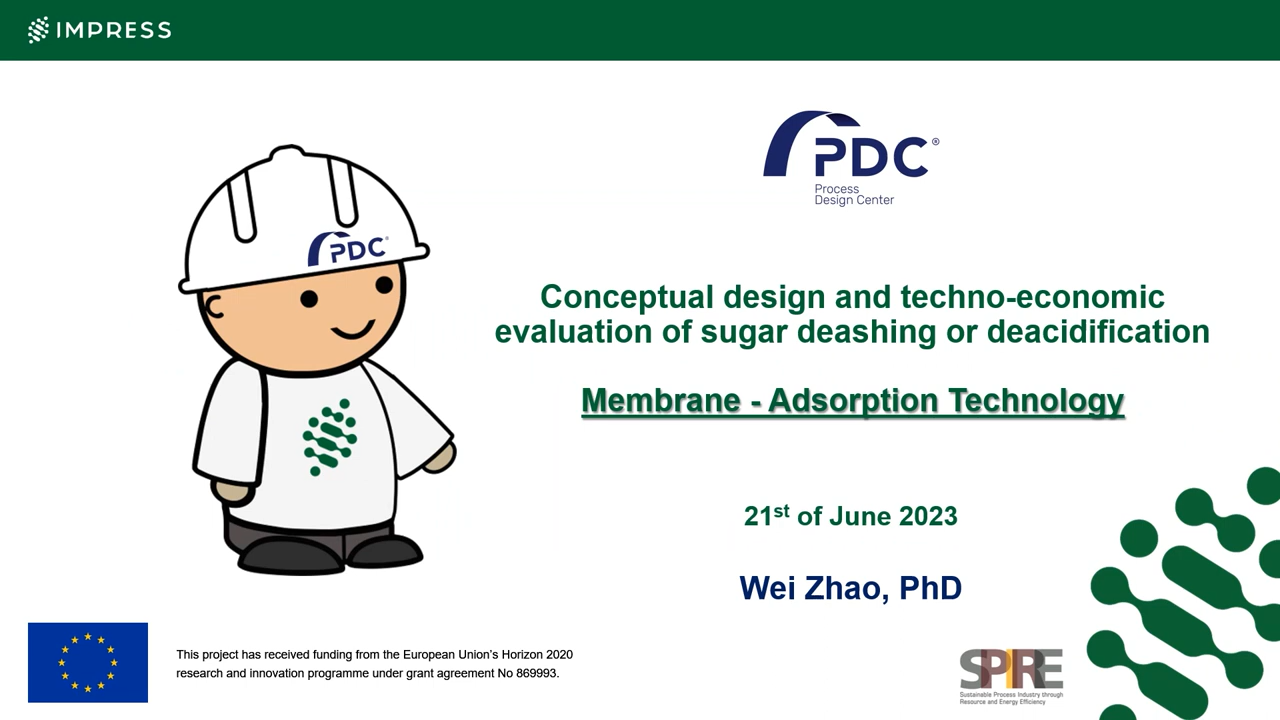 IMPRESS
PDC®
Process
Design Center
PDC®
Conceptual design and techno-economic
evaluation of sugar deashing or deacidification
Membrane - Adsorption Technology
21st of June 2023
Wei Zhao, PhD
This project has received funding from the European Union's Horizon 2020
research and innovation programme under grant agreement No 869993.
SPIRE
Sustainable Process Industry through
Resource and Energy Efficiency